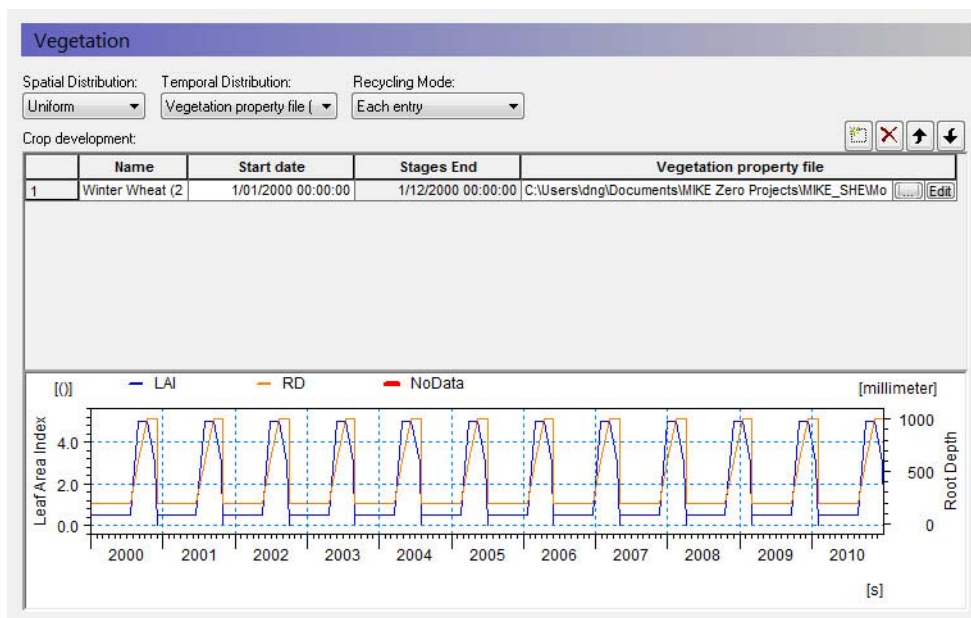 Vegetation
Spatial Distribution: Temporal Distribution: Recycling Mode:
Uniform Vegetation property file ( Each entry
Crop development:
Name Start date Stages End Vegetation property file
1 Winter Wheat (2 1/01/2000 00:00:00 1/12/2000 00:00:00 C:\Users\dng\Documents\MIKE Zero Projects\MIKE_SHE\Mo [...] Edit
[()] LAI RD NoData [millimeter]
Leaf Area Index
4.0
2.0
0.0
1000
500
0
Root Depth
2000 2001 2002 2003 2004 2005 2006 2007 2008 2009 2010
[s]